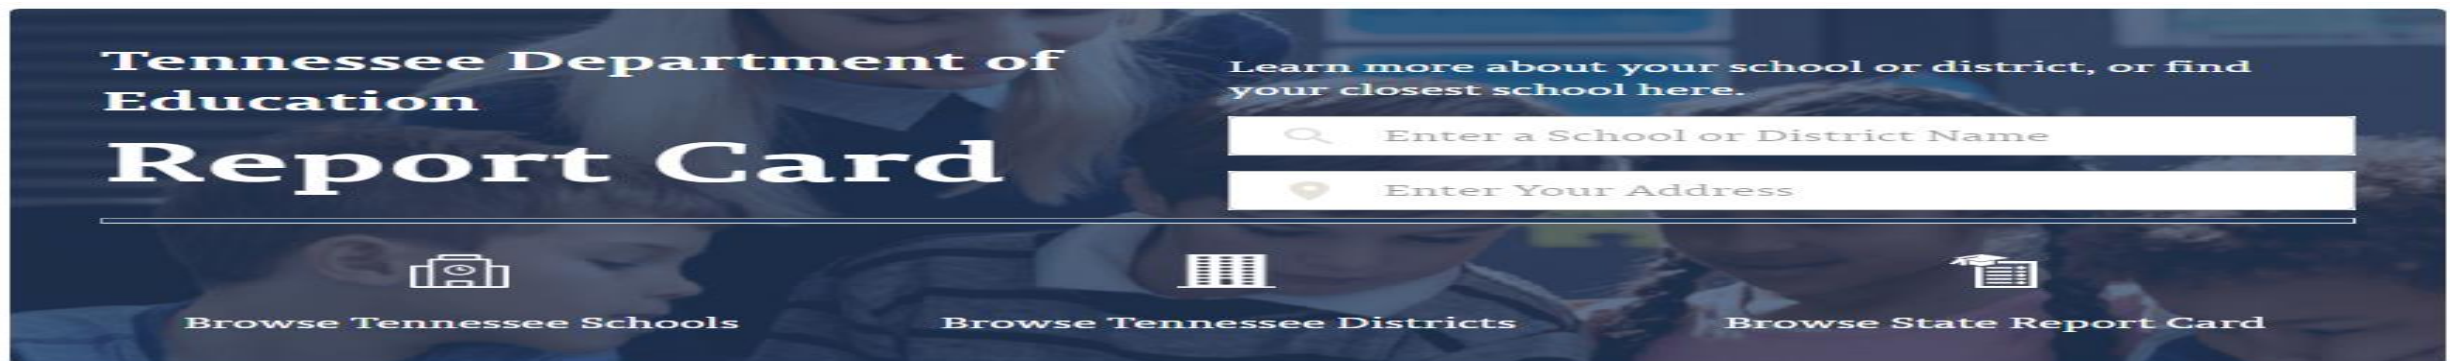 Tennessee Department of
Education
Report Card
Learn more about your school or district, or find
your closest school here.
Enter a School or District Name
Enter Your Address
Browse Tennessee Schools
Browse Tennessee Districts
Browse State Report Card